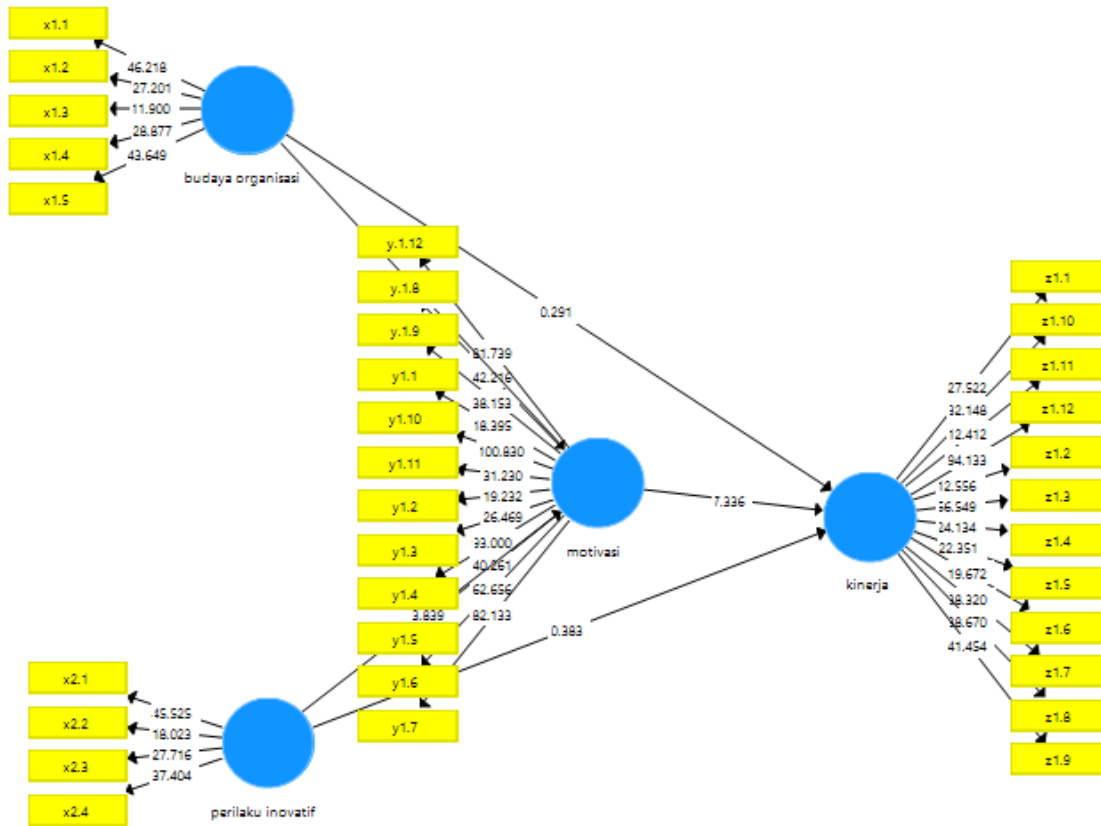 x1.1
x1.2
x1.3
x1.4
x1.5
46.218
27.201
11.900
28.877
43.649
budaya organisasi
y.1.12
y.1.8
y.1.9
y1.1
y1.10
y1.11
y1.2
y1.3
y1.4
y1.5
y1.6
y1.7
42.216
38.153
18.395
100.830
31.230
19.232
26.469
40.261
62.656
82.133
motivasi
0.291
7.336
3.839
0.383
kinerja
z1.1
z1.10
z1.11
z1.12
z1.2
z1.3
z1.4
z1.5
z1.6
z1.7
z1.8
z1.9
27.522
32.148
12.412
94.133
12.556
24.134
22.351
19.672
38.670
41.454
x2.1
x2.2
x2.3
x2.4
45.525
18.023
27.716
37.404
perilaku inovatif